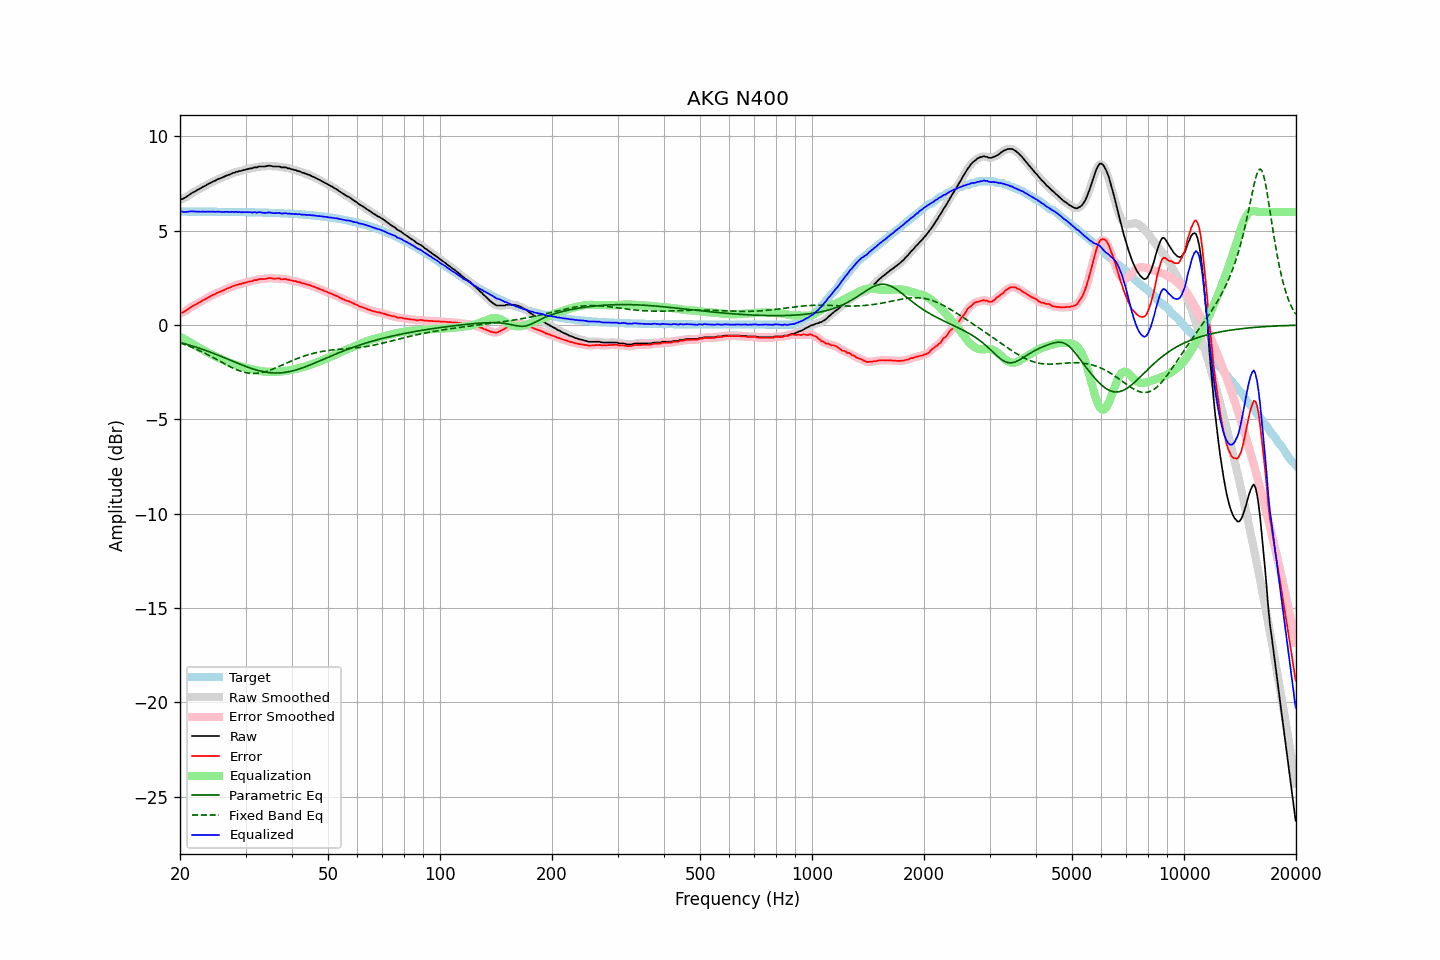 AKG N400
10
5
0
−5
−10
−15
−20
−25
Amplitude (dBr)
Target
Raw Smoothed
Error Smoothed
Raw
Error
Equalization
Parametric Eq
Fixed Band Eq
Equalized
20 50 100 200 500 1000 2000 5000 10000 20000
Frequency (Hz)